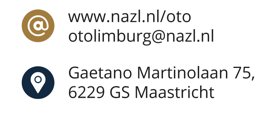 www.nazl.nl/oto
otolimburg@nazl.nl
Gaetano Martinolaan 75,
6229 GS Maastricht